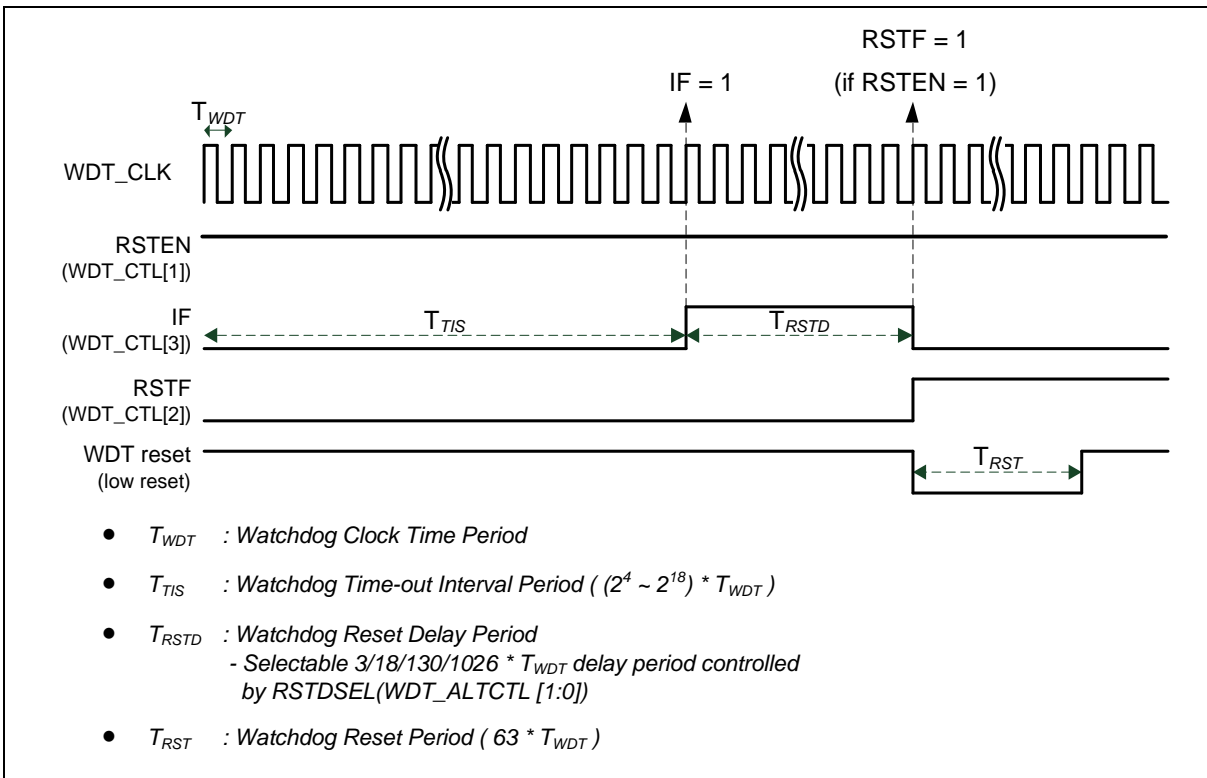 RSTF = 1
IF = 1
(if RSTEN = 1)
TWDT
WDT_CLK
RSTEN
(WDT_CTL[1])
IF
(WDT_CTL[3])
TTIS
TRSTD
RSTF
(WDT_CTL[2])
WDT reset
(low reset)
TRST
• TWDT : Watchdog Clock Time Period
• TTIS : Watchdog Time-out Interval Period ( (2^4 ~ 2^18) * TWDT )
• TRSTD : Watchdog Reset Delay Period
- Selectable 3/18/130/1026 * TWDT delay period controlled
by RSTDSEL(WDT_ALTCTL [1:0])
• TRST : Watchdog Reset Period ( 63 * TWDT )